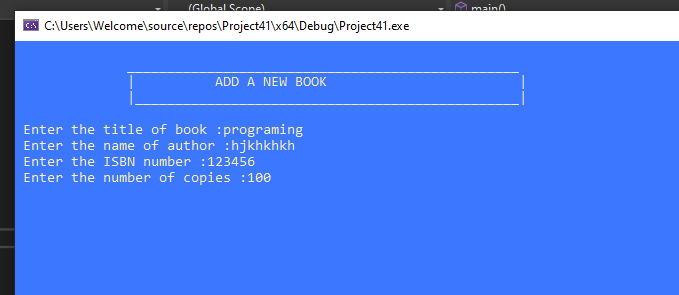 (Global Scope)
main()
C:\Users\Welcome\source\repos\Project41\x64\Debug\Project41.exe
ADD A NEW BOOK
Enter the title of book :programing
Enter the name of author :hjkhkhkh
Enter the ISBN number :123456
Enter the number of copies :100